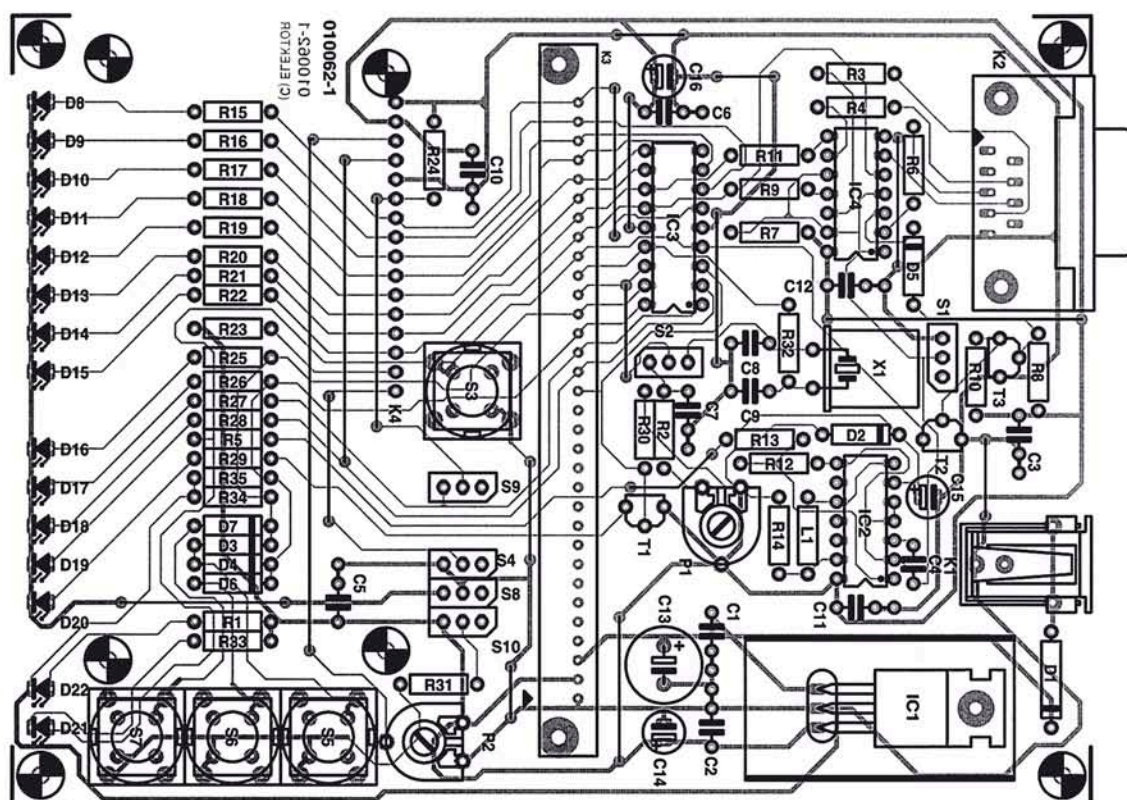 010062-1
010062-1
(C) ELEKTOR
K3
C16
C6
R3
R4
K2
D8
R15
D9
R16
R24
C10
R11
IC4
R6
D10
R17
R9
D11
R18
IC3
R7
D12
R19
D5
D13
R20
R21
C12
S1
R22
D14
R23
S2
R32
D15
R25
S3
C8
X1
R10
T3
R8
R26
K4
R27
C7
C9
D16
R28
R30
R2
R13
D2
R5
T2
C3
D17
R29
S9
R12
C15
R35
D18
R34
R14
L1
IC2
D7
T1
D19
D3
S4
P1
C4
D4
C5
D6
S8
C11
D20
R1
C13
+
C1
R33
S10
D22
R31
IC1
D1
D21
S7
S6
S5
P2
C14
C2